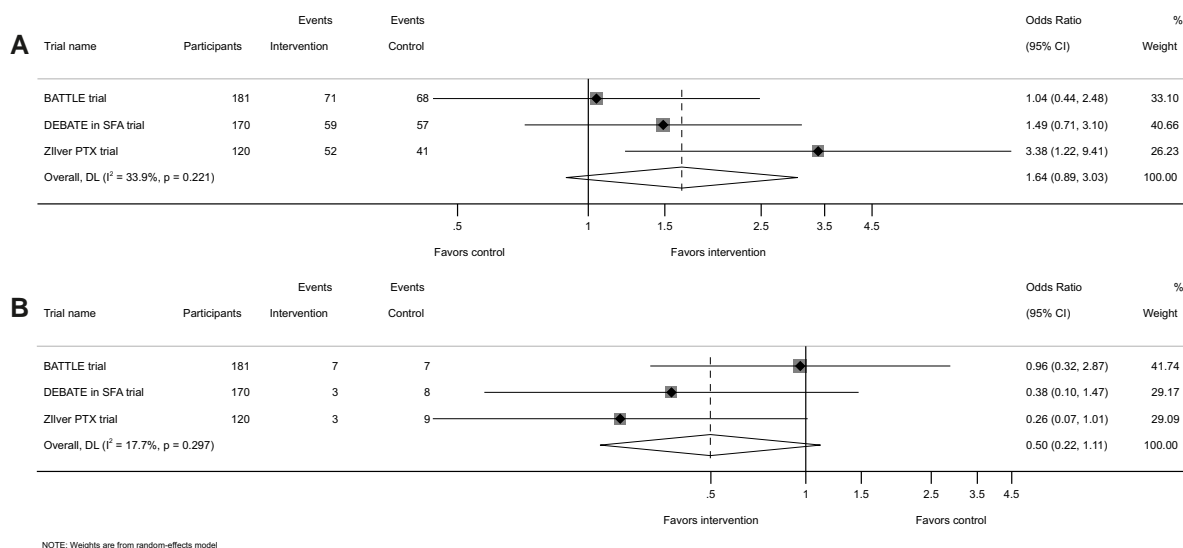 A
Events Events Odds Ratio %
Trial name Participants Intervention Control (95% CI) Weight
BATTLE trial 181 71 68 1.04 (0.44, 2.48) 33.10
DEBATE in SFA trial 170 59 57 1.49 (0.71, 3.10) 40.66
ZIlver PTX trial 120 52 41 3.38 (1.22, 9.41) 26.23
Overall, DL (I² = 33.9%, p = 0.221) 1.64 (0.89, 3.03) 100.00
.5 1 1.5 2.5 3.5 4.5
Favors control Favors intervention
B
Events Events Odds Ratio %
Trial name Participants Intervention Control (95% CI) Weight
BATTLE trial 181 7 7 0.96 (0.32, 2.87) 41.74
DEBATE in SFA trial 170 3 8 0.38 (0.10, 1.47) 29.17
ZIlver PTX trial 120 3 9 0.26 (0.07, 1.01) 29.09
Overall, DL (I² = 17.7%, p = 0.297) 0.50 (0.22, 1.11) 100.00
.5 1 1.5 2.5 3.5 4.5
Favors intervention Favors control
NOTE: Weights are from random-effects model